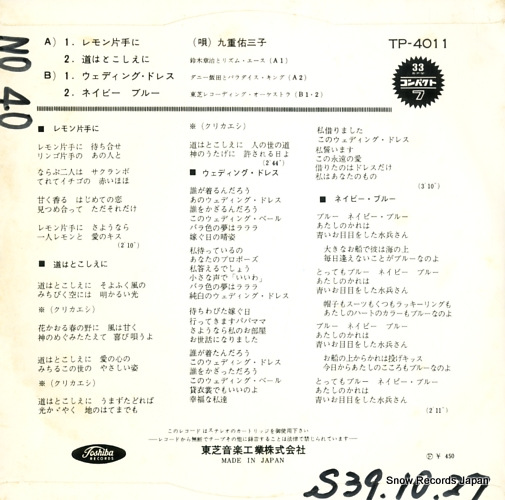 NO 40
A) 1. レモン片手に (唄) 九重佑三子
2. 道はとこしえに 鈴木章治とリズム・エース (A1)
B) 1. ウェディング・ドレス ダニー飯田とパラダイス・キング (A2)
2. ネイビー ブルー 東芝レコーディング・オーケストラ (B1・2)
TP-4011
33
コンパクト
7
■ レモン片手に
レモン片手に 待ち合せ
リンゴ片手の あの人と
ならぶ二人は サクランボ
てれてイチゴの 赤いほほ
甘く香る はじめての恋
見つめ合って ただそれだけ
レモン片手に さようなら
一人レモンと 愛のキス
(2'10")
■ 道はとこしえに
道はとこしえに そよふく風の
みちびく空には 明かるい光
※ (クリカエシ)
花かおる春の野に 風は甘く
神のめぐみたたえて 喜び唄うよ
道はとこしえに 愛の心の
みちるこの世の やさしい姿
※ (クリカエシ)
道はとこしえに うまずたどれば
光かゞやく 地のはてまでも
※ (クリカエシ)
道はとこしえに 人の世の道
神のうたげに 許される日よ
(2'44")
■ ウェディング・ドレス
誰が着るんだろう
あのウェディング・ドレス
誰をかざるんだろう
このウェディング・ベール
バラ色の夢はラララ
嫁ぐ日の晴姿
私待っているの
あなたのプロポーズ
私答えるでしょう
小さな声で「いいわ」
バラ色の夢はラララ
純白のウェディング・ドレス
待ちわびた嫁ぐ日
行ってきますパパママ
さようなら私のお部屋
お世話になりました
誰が着たんだろう
このウェディング・ドレス
誰をかざっただろう
このウェディング・ベール
貸衣裳でもいいのよ
幸福な私達
私借りました
このウェディング・ドレス
私誓います
この永遠の愛
借りたのはドレスだけ
私はあなたのもの
(3'10")
■ ネイビー・ブルー
ブルー ネイビー・ブルー
あたしのかれは
青いお目目をした水兵さん
大きなお船で彼は海の上
毎日逢えないことがブルーなのよ
とってもブルー ネイビー ブルー
あたしのかれは
青いお目目をした水兵さん
帽子もスーツもくつもラッキーリングも
あたしのハートのカラーもブルーなのよ
とってもブルー ネイビー ブルー
あたしのかれは
青いお目目をした水兵さん
お船の上からかれは投げキッス
今日からあたしのこころもブルーなのよ
とってもブルー ネイビー ブルー
あたしのかれは
青いお目目をした水兵さん
(2'11")
このレコードはステレオのカートリッジを御使用下さい
―レコードから無断でテープその他に録音することは法律で禁じられています―
Toshiba
RECORDS
東芝音楽工業株式会社
MADE IN JAPAN
Ⓟ ¥ 450
S39.10.27
Snow Records Japan